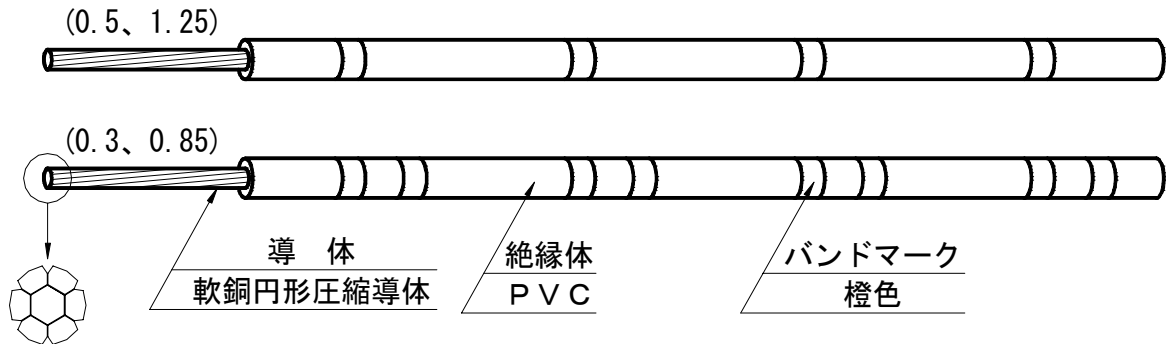 (0.5、1.25)
(0.3、0.85)
導　体
軟銅円形圧縮導体
絶縁体
ＰＶＣ
バンドマーク
橙色